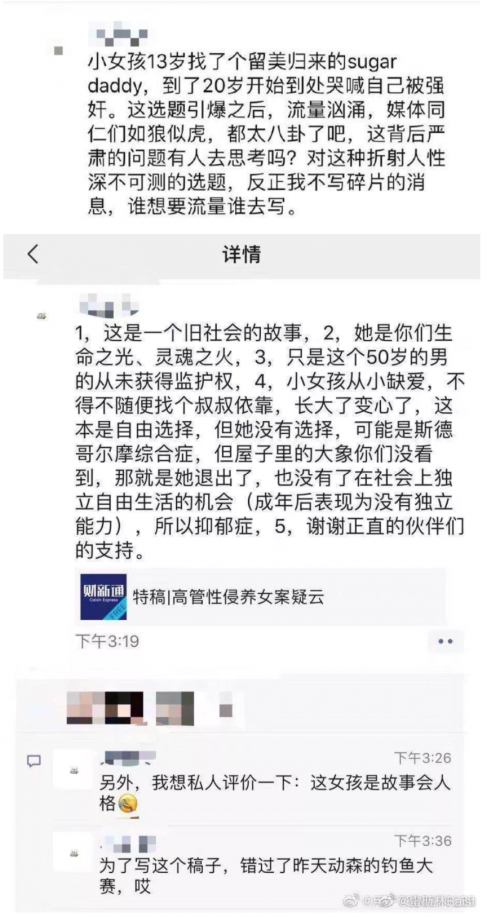 小女孩13岁找了个留美归来的sugar
daddy，到了20岁开始到处哭喊自己被强
奸。这选题引爆之后，流量汹涌，媒体同
仁们如狼似虎，都太八卦了吧，这背后严
肃的问题有人去思考吗？对这种折射人性
深不可测的选题，反正我不写碎片的消
息，谁想要流量谁去写。
详情
1，这是一个旧社会的故事，2，她是你们生
命之光、灵魂之火，3，只是这个50岁的男
的从未获得监护权，4，小女孩从小缺爱，不
得不随便找个叔叔依靠，长大了变心了，这
本是自由选择，但她没有选择，可能是斯德
哥尔摩综合症，但屋子里的大象你们没看
到，那就是她退出了，也没有了在社会上独
立自由生活的机会（成年后表现为没有独立
能力），所以抑郁症，5，谢谢正直的伙伴们
的支持。
财新通
Caixin Express
FREE
特稿|高管性侵养女案疑云
下午3:19
下午3:26
另外，我想私人评价一下：这女孩是故事会人
格
下午3:36
为了写这个稿子，错过了昨天动森的钓鱼大
赛，哎